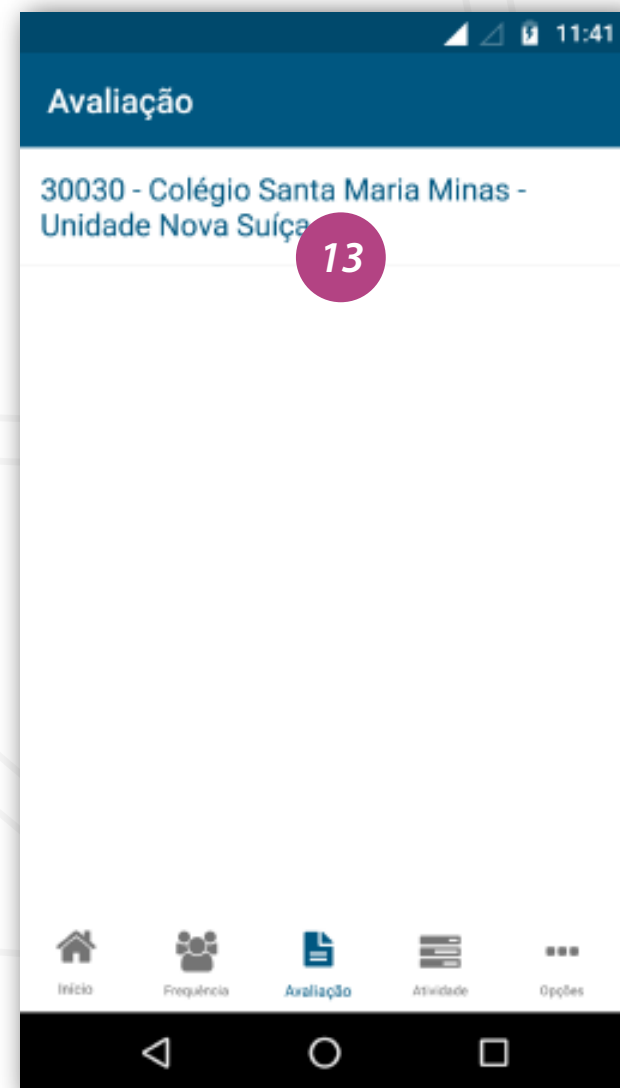 11:41
Avaliação
30030 - Colégio Santa Maria Minas -
Unidade Nova Suíça
13
Início
Frequência
Avaliação
Atividade
Opções